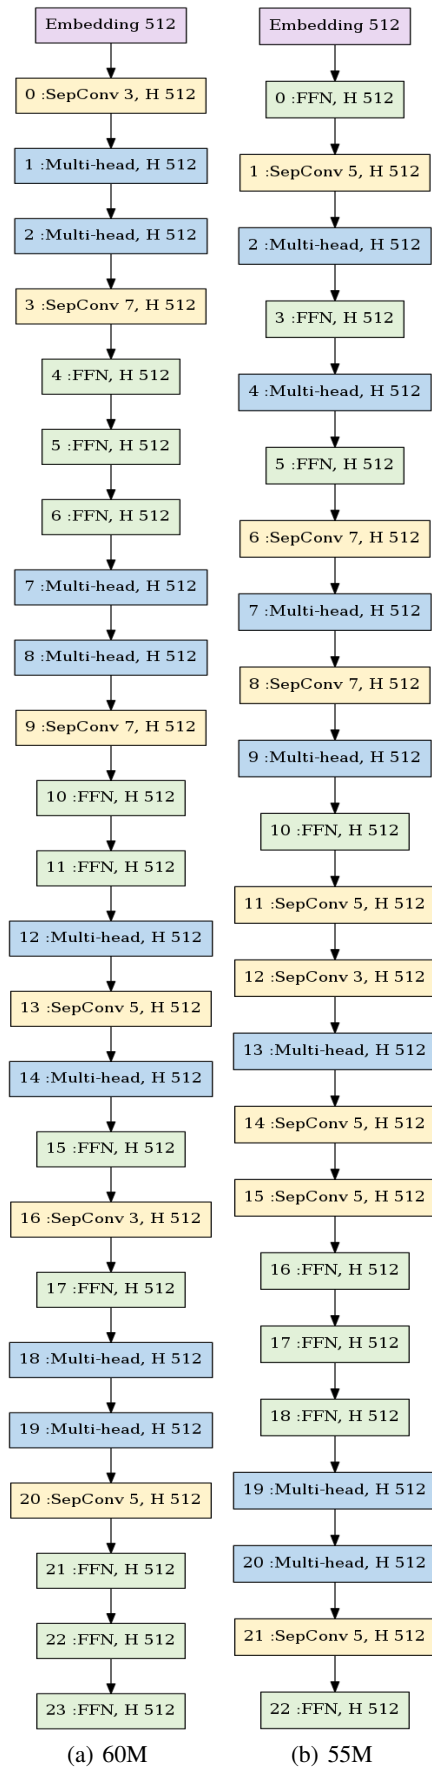 Embedding 512
0 :SepConv 3, H 512
1 :Multi-head, H 512
2 :Multi-head, H 512
3 :SepConv 7, H 512
4 :FFN, H 512
5 :FFN, H 512
6 :FFN, H 512
7 :Multi-head, H 512
8 :Multi-head, H 512
9 :SepConv 7, H 512
10 :FFN, H 512
11 :FFN, H 512
12 :Multi-head, H 512
13 :SepConv 5, H 512
14 :Multi-head, H 512
15 :FFN, H 512
16 :SepConv 3, H 512
17 :FFN, H 512
18 :Multi-head, H 512
19 :Multi-head, H 512
20 :SepConv 5, H 512
21 :FFN, H 512
22 :FFN, H 512
23 :FFN, H 512
(a) 60M
Embedding 512
0 :FFN, H 512
1 :SepConv 5, H 512
2 :Multi-head, H 512
3 :FFN, H 512
4 :Multi-head, H 512
5 :FFN, H 512
6 :SepConv 7, H 512
7 :Multi-head, H 512
8 :SepConv 7, H 512
9 :Multi-head, H 512
10 :FFN, H 512
11 :SepConv 5, H 512
12 :SepConv 3, H 512
13 :Multi-head, H 512
14 :SepConv 5, H 512
15 :SepConv 5, H 512
16 :FFN, H 512
17 :FFN, H 512
18 :FFN, H 512
19 :Multi-head, H 512
20 :Multi-head, H 512
21 :SepConv 5, H 512
22 :FFN, H 512
(b) 55M